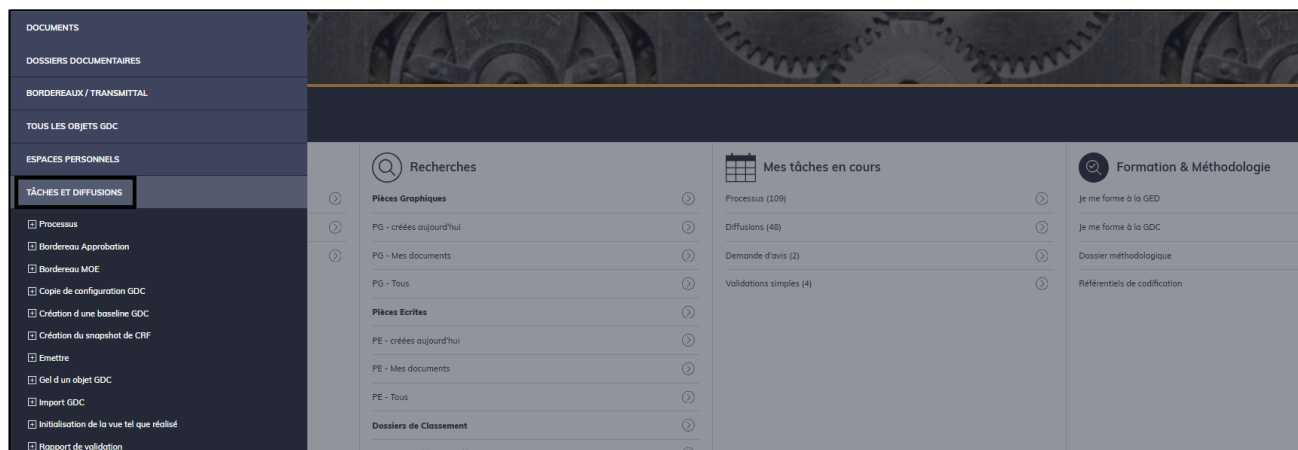 DOCUMENTS
DOSSIERS DOCUMENTAIRES
BORDEREAUX / TRANSMITTAL
TOUS LES OBJETS GDC
ESPACES PERSONNELS
TÂCHES ET DIFFUSIONS
Processus
Bordereau Approbation
Bordereau MOE
Copie de configuration GDC
Création d une baseline GDC
Création du snapshot de CRF
Emettre
Gel d un objet GDC
Import GDC
Initialisation de la vue tel que réalisé
Rapport de validation
Recherches
Pièces Graphiques
PG - créées aujourd'hui
PG - Mes documents
PG - Tous
Pièces Ecrites
PE - créées aujourd'hui
PE - Mes documents
PE - Tous
Dossiers de Classement
Mes tâches en cours
Processus (109)
Diffusions (48)
Demande d'avis (2)
Validations simples (4)
Formation & Méthodologie
Je me forme à la GED
Je me forme à la GDC
Dossier méthodologique
Référentiels de codification